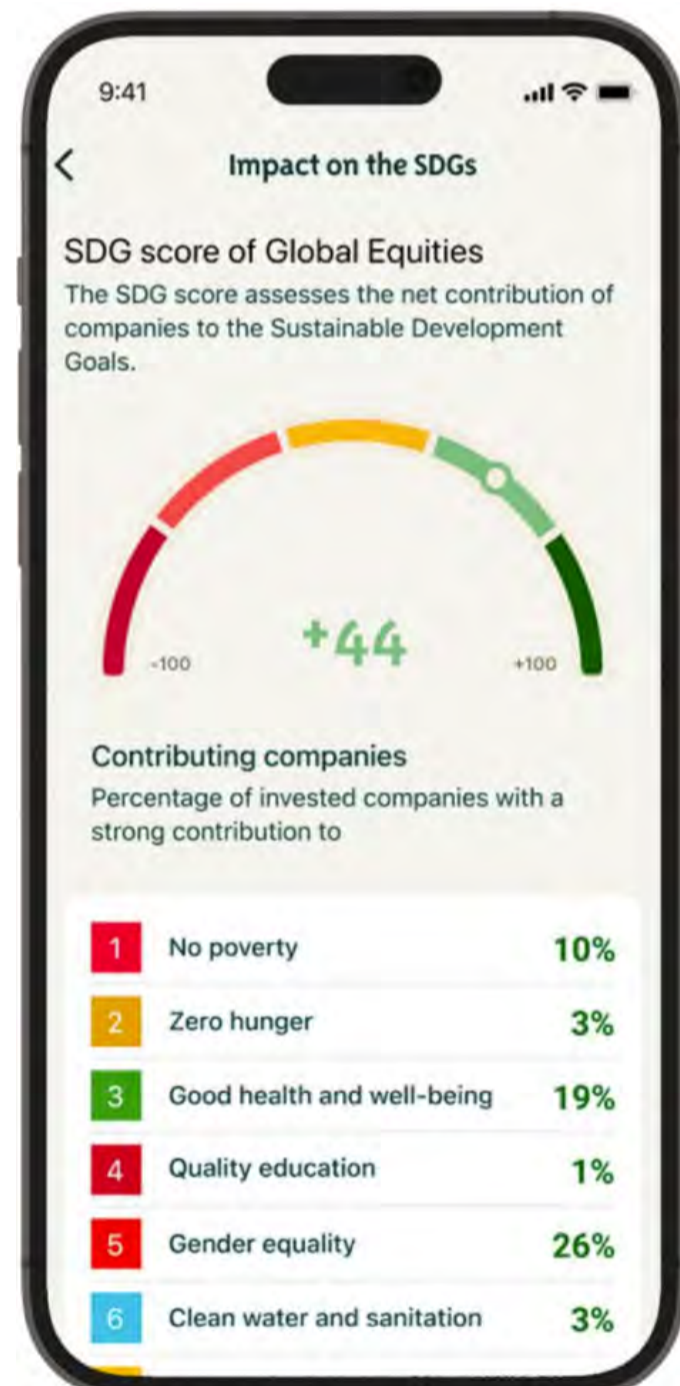 9:41
Impact on the SDGs
SDG score of Global Equities
The SDG score assesses the net contribution of
companies to the Sustainable Development
Goals.
+44
-100
+100
Contributing companies
Percentage of invested companies with a
strong contribution to
1 No poverty 10%
2 Zero hunger 3%
3 Good health and well-being 19%
4 Quality education 1%
5 Gender equality 26%
6 Clean water and sanitation 3%